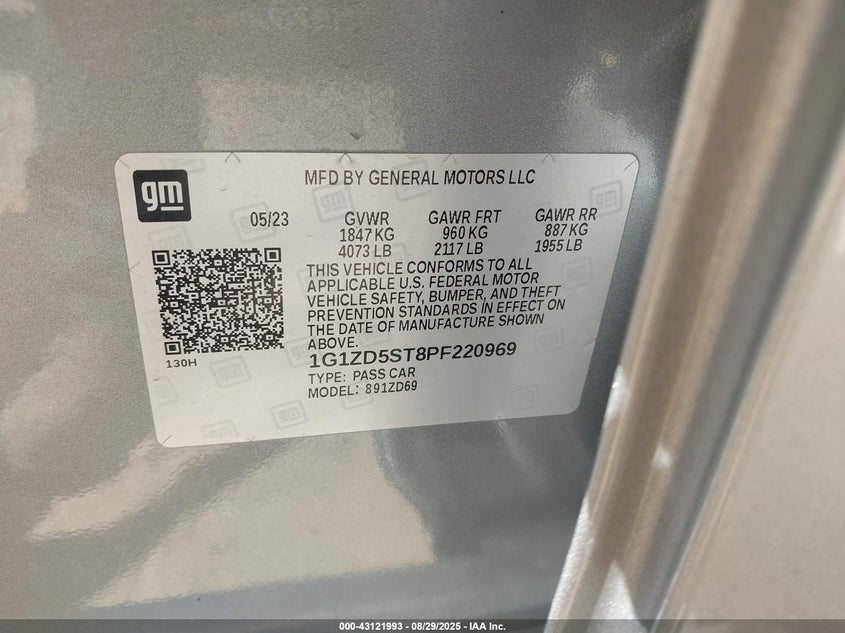 gm
MFD BY GENERAL MOTORS LLC
05/23 GVWR GAWR FRT GAWR RR
1847 KG 960 KG 887 KG
4073 LB 2117 LB 1955 LB
THIS VEHICLE CONFORMS TO ALL
APPLICABLE U.S. FEDERAL MOTOR
VEHICLE SAFETY, BUMPER, AND THEFT
PREVENTION STANDARDS IN EFFECT ON
THE DATE OF MANUFACTURE SHOWN
ABOVE.
130H
1G1ZD5ST8PF220969
TYPE: PASS CAR
MODEL: 891ZD69
000-43121993 - 08/29/2025 - IAA Inc.